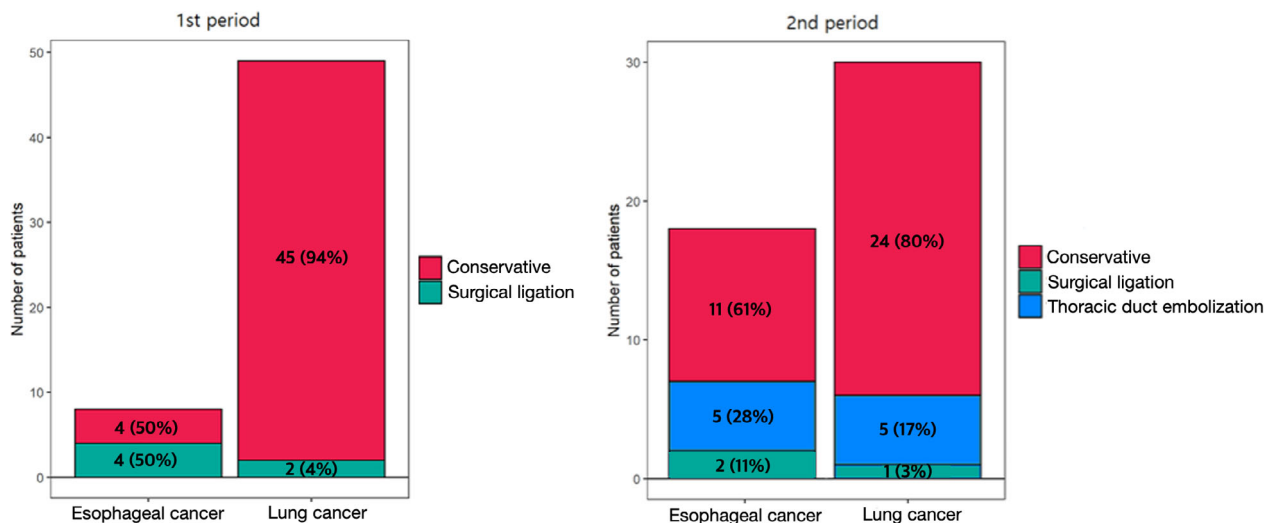 1st period
Number of patients
50
40
30
20
10
0
45 (94%)
4 (50%)
4 (50%)
2 (4%)
Esophageal cancer
Lung cancer
Conservative
Surgical ligation
2nd period
Number of patients
30
20
10
0
24 (80%)
11 (61%)
5 (28%)
5 (17%)
2 (11%)
1 (3%)
Esophageal cancer
Lung cancer
Conservative
Surgical ligation
Thoracic duct embolization